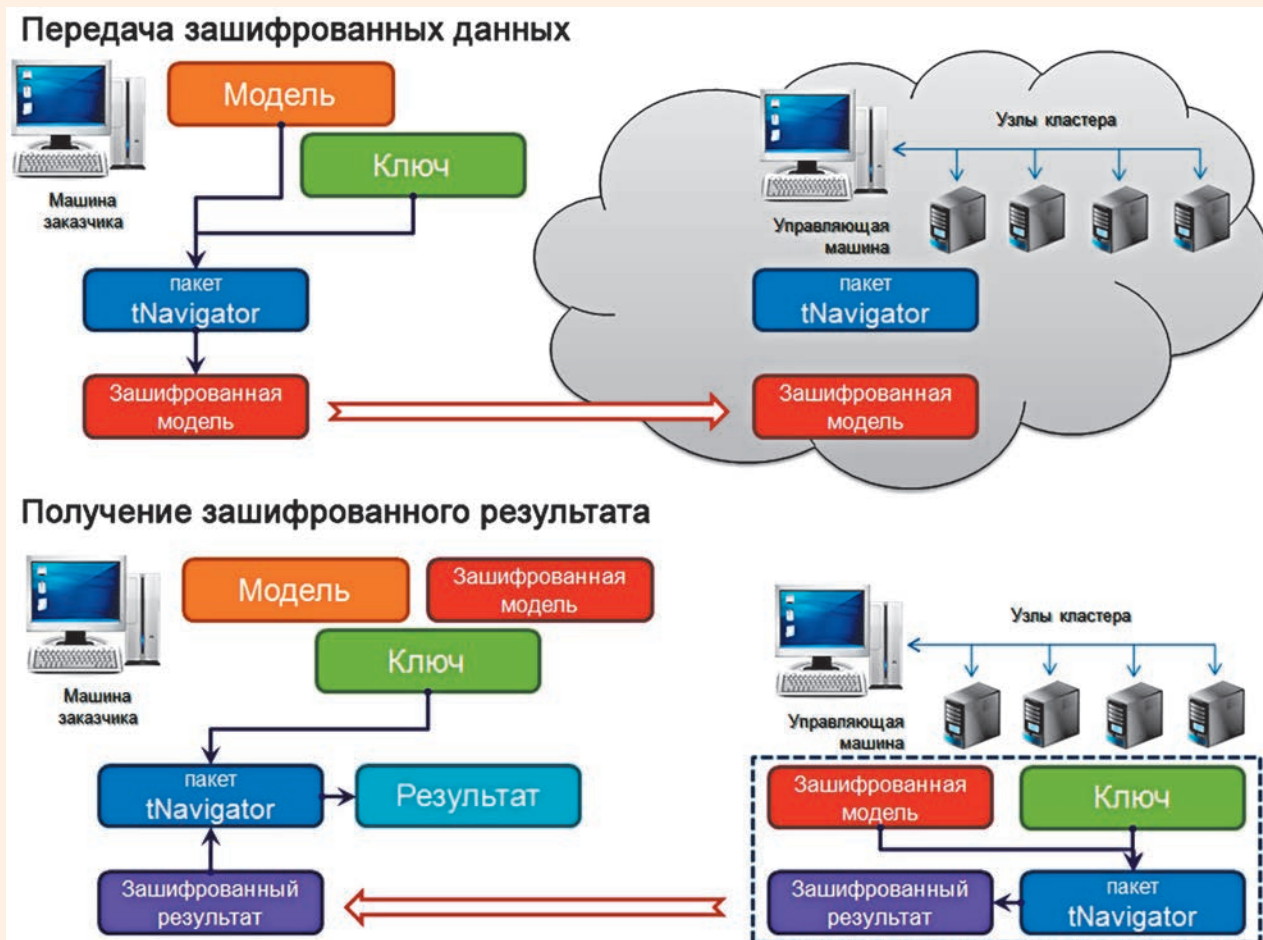 Передача зашифрованных данных
Модель
Ключ
Машина
заказчика
пакет
tNavigator
Зашифрованная
модель
Узлы кластера
Управляющая
машина
пакет
tNavigator
Зашифрованная
модель
Получение зашифрованного результата
Модель
Зашифрованная
модель
Ключ
Машина
заказчика
пакет
tNavigator
Результат
Зашифрованный
результат
Узлы кластера
Управляющая
машина
Зашифрованная
модель
Ключ
Зашифрованный
результат
пакет
tNavigator